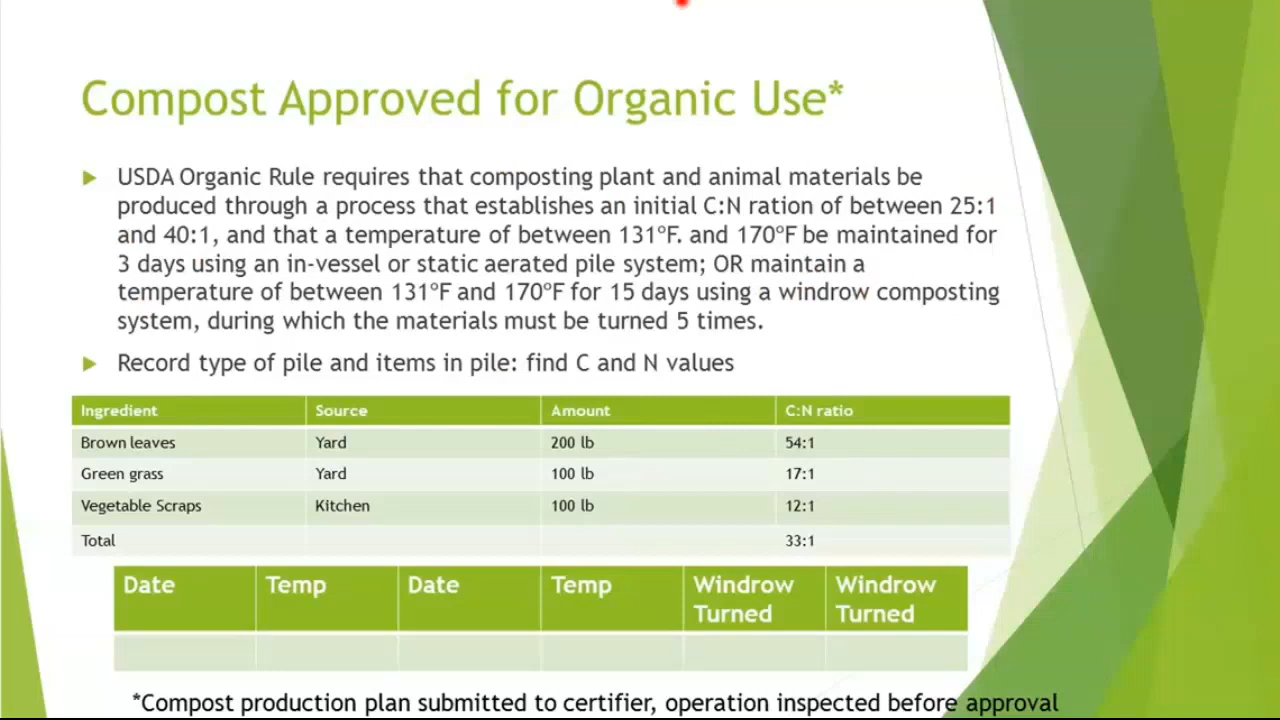 Compost Approved for Organic Use*
USDA Organic Rule requires that composting plant and animal materials be
produced through a process that establishes an initial C:N ration of between 25:1
and 40:1, and that a temperature of between 131°F. and 170°F be maintained for
3 days using an in-vessel or static aerated pile system; OR maintain a
temperature of between 131°F and 170°F for 15 days using a windrow composting
system, during which the materials must be turned 5 times.
Record type of pile and items in pile: find C and N values
Ingredient Source Amount C:N ratio
Brown leaves Yard 200 lb 54:1
Green grass Yard 100 lb 17:1
Vegetable Scraps Kitchen 100 lb 12:1
Total 33:1
Date Temp Date Temp Windrow Windrow
Turned Turned
*Compost production plan submitted to certifier, operation inspected before approval